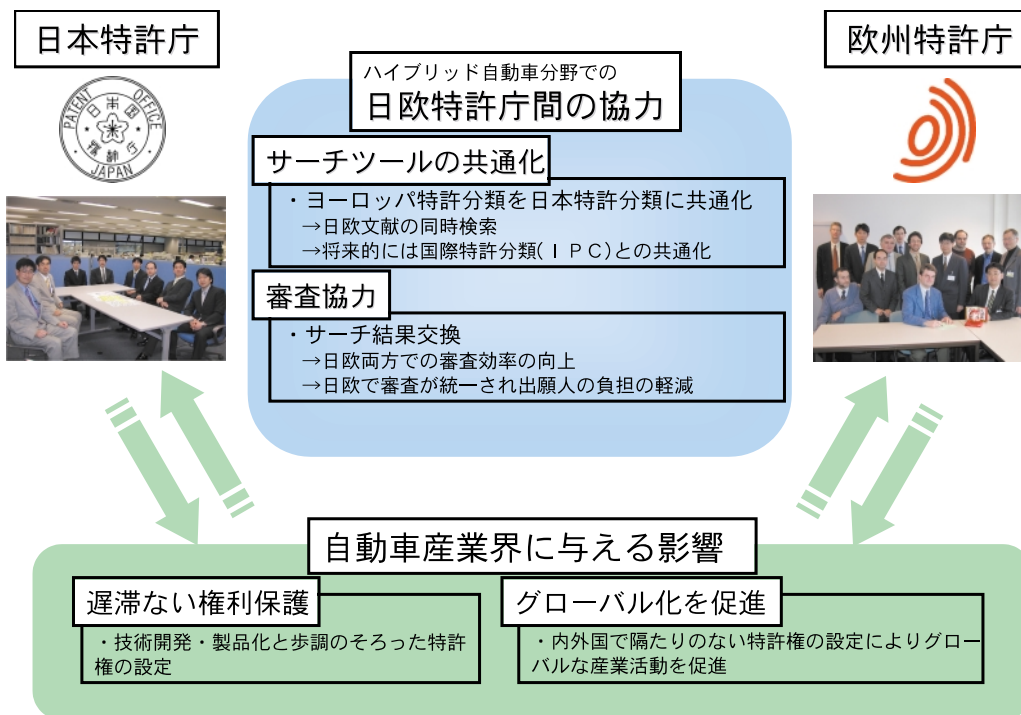 日本特許庁
PATENT OFFICE
日本国
特許庁
JAPAN
欧州特許庁
ハイブリッド自動車分野での
日欧特許庁間の協力
サーチツールの共通化
・ヨーロッパ特許分類を日本特許分類に共通化
→日欧文献の同時検索
→将来的には国際特許分類(ＩＰＣ)との共通化
審査協力
・サーチ結果交換
→日欧両方での審査効率の向上
→日欧で審査が統一され出願人の負担の軽減
自動車産業界に与える影響
遅滞ない権利保護
・技術開発・製品化と歩調のそろった特許
権の設定
グローバル化を促進
・内外国で隔たりのない特許権の設定によりグロー
バルな産業活動を促進